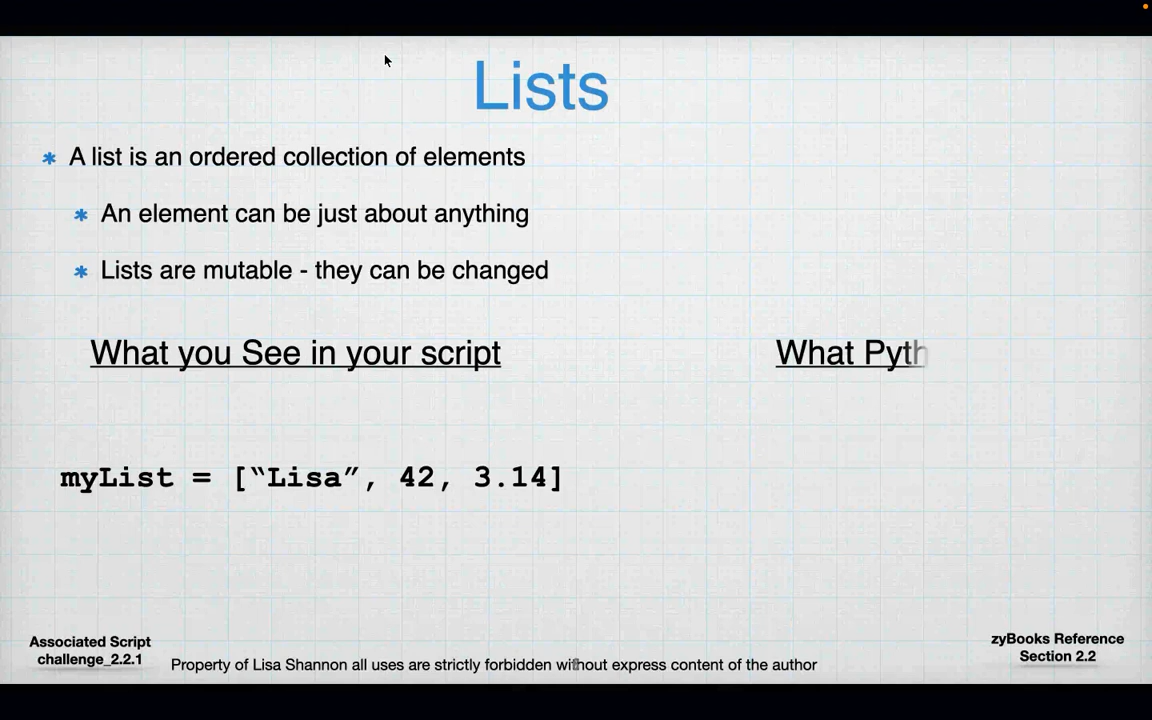 Lists
* A list is an ordered collection of elements
* An element can be just about anything
* Lists are mutable - they can be changed
What you See in your script
What Pyth
myList = [“Lisa”, 42, 3.14]
Associated Script
challenge_2.2.1
Property of Lisa Shannon all uses are strictly forbidden without express content of the author
zyBooks Reference
Section 2.2